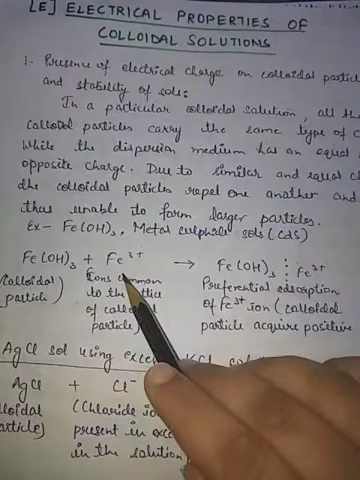 [E] ELECTRICAL PROPERTIES OF
COLLOIDAL SOLUTIONS
1- Presence of electrical charge on colloidal particl
and stability of sols:
In a particular colloidal solution, all
colloidal particles carry the same type of c
While the dispersion medium has an equal
opposite charge. Due to similar and equal c
the colloidal particles repel one another and
thus unable to form larger particles.
Ex- Fe(OH)3, Metal sulphide sols (CdS)
Fe(OH)3 + Fe3+ → Fe(OH)3 ⋮ Fe3+
(Colloidal (ions common Preferential adsorption
particle) to the lattice of Fe3+ ion (colloidal
of colloidal particle acquire positive
particle)
AgCl sol using excess KCl
AgCl + Cl-
lloidal (Chloride
article) present in exce
in the solution